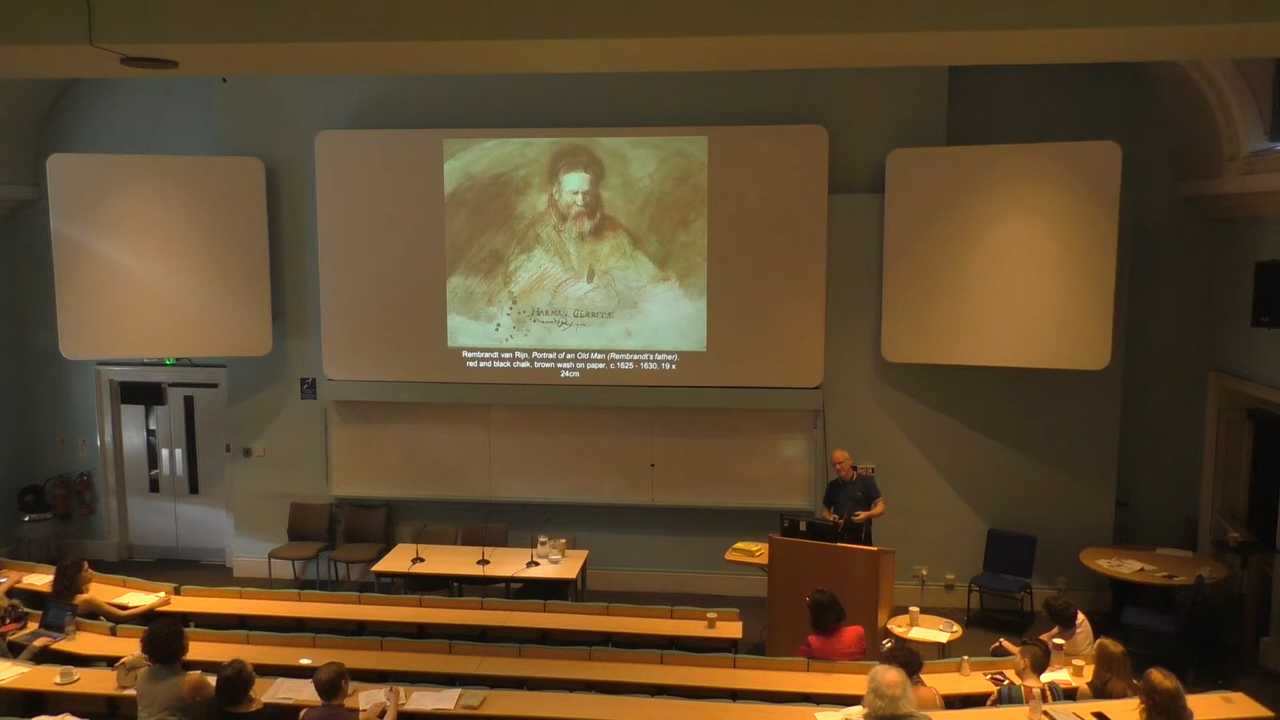 HARMAN. GERRITS.
Rembrandt van Rijn, Portrait of an Old Man (Rembrandt's father),
red and black chalk, brown wash on paper, c.1625 - 1630, 19 x
24cm